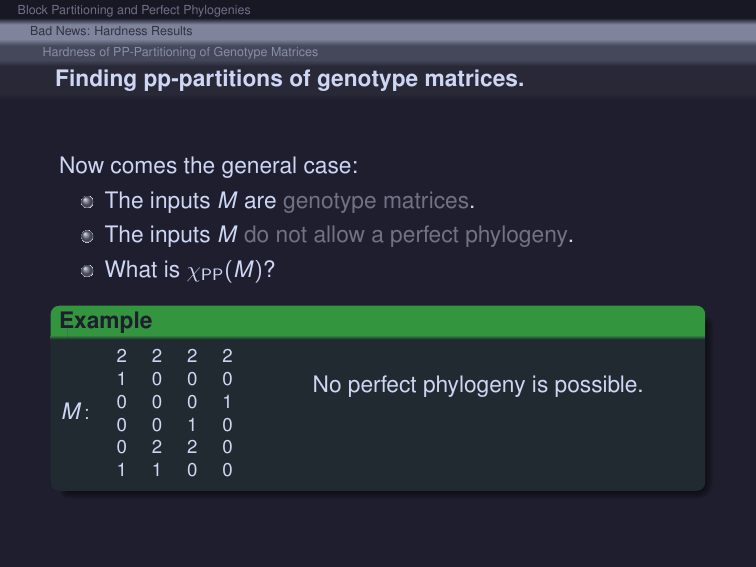 Block Partitioning and Perfect Phylogenies
Bad News: Hardness Results
Hardness of PP-Partitioning of Genotype Matrices
Finding pp-partitions of genotype matrices.
Now comes the general case:
The inputs M are genotype matrices.
The inputs M do not allow a perfect phylogeny.
What is χPP(M)?
Example
M:
2 2 2 2
1 0 0 0
0 0 0 1
0 0 1 0
0 2 2 0
1 1 0 0
No perfect phylogeny is possible.